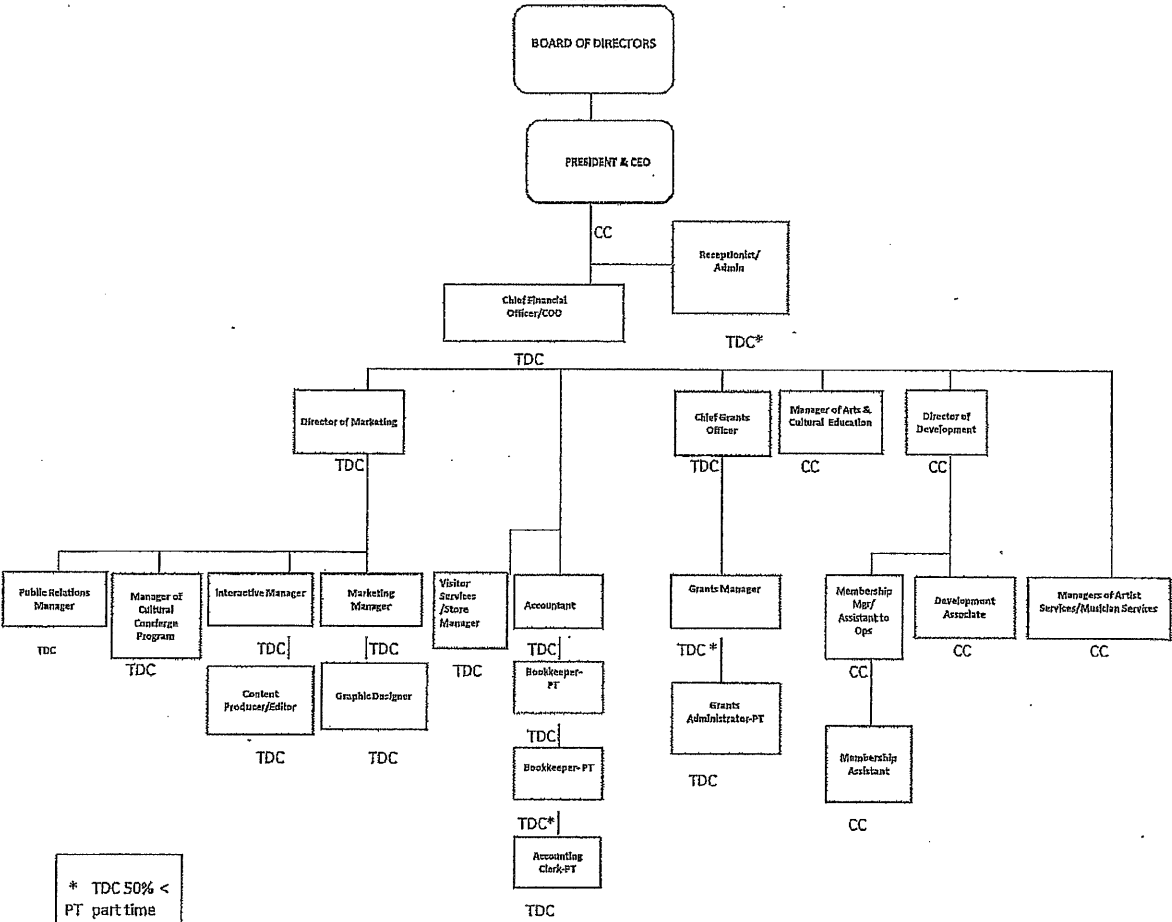 BOARD OF DIRECTORS
PRESIDENT & CEO
CC
Receptionist/
Admin
Chief Financial
Officer/COO
TDC*
TDC
Director of Marketing
TDC
Chief Grants
Officer
TDC
Manager of Arts &
Cultural Education
CC
Director of
Development
CC
Public Relations
Manager
TDC
Manager of
Cultural
Concierge
Program
TDC
Interactive Manager
TDC
Content
Producer/Editor
TDC
Marketing
Manager
TDC
Graphic Designer
TDC
Visitor
Services
/Store
Manager
TDC
Accountant
TDC
Bookkeeper-
PT
TDC
Bookkeeper-PT
TDC*
Accounting
Clerk-PT
TDC
Grants Manager
TDC *
Grants
Administrator-PT
TDC
Membership
Mgr/
Assistant to
Ops
CC
Membership
Assistant
CC
Development
Associate
CC
Managers of Artist
Services/Musician Services
CC
* TDC 50% <
PT part time